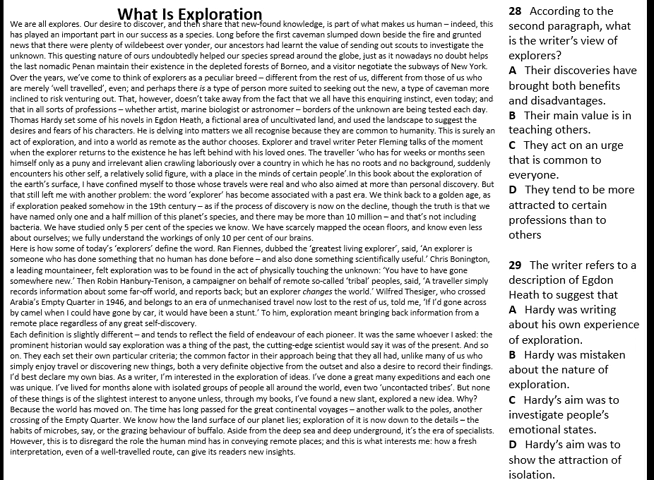 What Is Exploration
We are all explores. Our desire to discover, and then share that new-found knowledge, is part of what makes us human – indeed, this
has played an important part in our success as a species. Long before the first caveman slumped down beside the fire and grunted
news that there were plenty of wildebeest over yonder, our ancestors had learnt the value of sending out scouts to investigate the
unknown. This questing nature of ours undoubtedly helped our species spread around the globe, just as it nowadays no doubt helps
the last nomadic Penan maintain their existence in the depleted forests of Borneo, and a visitor negotiate the subways of New York.
Over the years, we've come to think of explorers as a peculiar breed – different from the rest of us, different from those of us who
are merely 'well travelled', even; and perhaps there is a type of person more suited to seeking out the new, a type of caveman more
inclined to risk venturing out. That, however, doesn't take away from the fact that we all have this enquiring instinct, even today; and
that in all sorts of professions – whether artist, marine biologist or astronomer – borders of the unknown are being tested each day.
Thomas Hardy set some of his novels in Egdon Heath, a fictional area of uncultivated land, and used the landscape to suggest the
desires and fears of his characters. He is delving into matters we all recognise because they are common to humanity. This is surely an
act of exploration, and into a world as remote as the author chooses. Explorer and travel writer Peter Fleming talks of the moment
when the explorer returns to the existence he has left behind with his loved ones. The traveller 'who has for weeks or months seen
himself only as a puny and irrelevant alien crawling laboriously over a country in which he has no roots and no background, suddenly
encounters his other self, a relatively solid figure, with a place in the minds of certain people'.In this book about the exploration of
the earth's surface, I have confined myself to those whose travels were real and who also aimed at more than personal discovery. But
that still left me with another problem: the word 'explorer' has become associated with a past era. We think back to a golden age, as
if exploration peaked somehow in the 19th century – as if the process of discovery is now on the decline, though the truth is that we
have named only one and a half million of this planet's species, and there may be more than 10 million – and that's not including
bacteria. We have studied only 5 per cent of the species we know. We have scarcely mapped the ocean floors, and know even less
about ourselves; we fully understand the workings of only 10 per cent of our brains.
Here is how some of today's 'explorers' define the word. Ran Fiennes, dubbed the 'greatest living explorer', said, 'An explorer is
someone who has done something that no human has done before – and also done something scientifically useful.' Chris Bonington,
a leading mountaineer, felt exploration was to be found in the act of physically touching the unknown: 'You have to have gone
somewhere new.' Then Robin Hanbury-Tenison, a campaigner on behalf of remote so-called 'tribal' peoples, said, 'A traveller simply
records information about some far-off world, and reports back; but an explorer changes the world.' Wilfred Thesiger, who crossed
Arabia's Empty Quarter in 1946, and belongs to an era of unmechanised travel now lost to the rest of us, told me, 'If I'd gone across
by camel when I could have gone by car, it would have been a stunt.' To him, exploration meant bringing back information from a
remote place regardless of any great self-discovery.
Each definition is slightly different – and tends to reflect the field of endeavour of each pioneer. It was the same whoever I asked: the
prominent historian would say exploration was a thing of the past, the cutting-edge scientist would say it was of the present. And so
on. They each set their own particular criteria; the common factor in their approach being that they all had, unlike many of us who
simply enjoy travel or discovering new things, both a very definite objective from the outset and also a desire to record their findings.
I'd best declare my own bias. As a writer, I'm interested in the exploration of ideas. I've done a great many expeditions and each one
was unique. I've lived for months alone with isolated groups of people all around the world, even two 'uncontacted tribes'. But none
of these things is of the slightest interest to anyone unless, through my books, I've found a new slant, explored a new idea. Why?
Because the world has moved on. The time has long passed for the great continental voyages – another walk to the poles, another
crossing of the Empty Quarter. We know how the land surface of our planet lies; exploration of it is now down to the details – the
habits of microbes, say, or the grazing behaviour of buffalo. Aside from the deep sea and deep underground, it's the era of specialists.
However, this is to disregard the role the human mind has in conveying remote places; and this is what interests me: how a fresh
interpretation, even of a well-travelled route, can give its readers new insights.
28 According to the
second paragraph, what
is the writer's view of
explorers?
A Their discoveries have
brought both benefits
and disadvantages.
B Their main value is in
teaching others.
C They act on an urge
that is common to
everyone.
D They tend to be more
attracted to certain
professions than to
others
29 The writer refers to a
description of Egdon
Heath to suggest that
A Hardy was writing
about his own experience
of exploration.
B Hardy was mistaken
about the nature of
exploration.
C Hardy's aim was to
investigate people's
emotional states.
D Hardy's aim was to
show the attraction of
isolation.